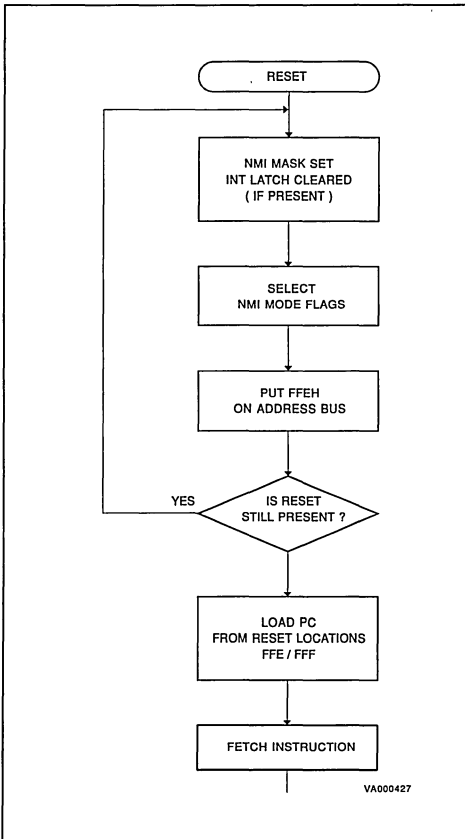 RESET
NMI MASK SET
INT LATCH CLEARED
( IF PRESENT )
SELECT
NMI MODE FLAGS
PUT FFEH
ON ADDRESS BUS
YES
IS RESET
STILL PRESENT ?
LOAD PC
FROM RESET LOCATIONS
FFE / FFF
FETCH INSTRUCTION
VA000427